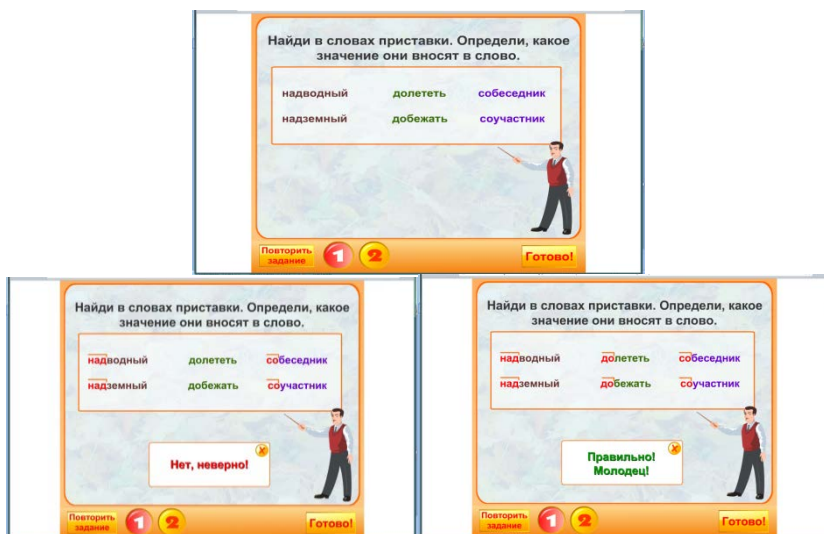 Найди в словах приставки. Определи, какое
значение они вносят в слово.
надводный долететь собеседник
надземный добежать соучастник
Повторить
задание
1 2
Готово!
Найди в словах приставки. Определи, какое
значение они вносят в слово.
надводный долететь собеседник
надземный добежать соучастник
Нет, неверно!
Х
Повторить
задание
1 2
Готово!
Найди в словах приставки. Определи, какое
значение они вносят в слово.
надводный долететь собеседник
надземный добежать соучастник
Правильно!
Молодец!
Х
Повторить
задание
1 2
Готово!